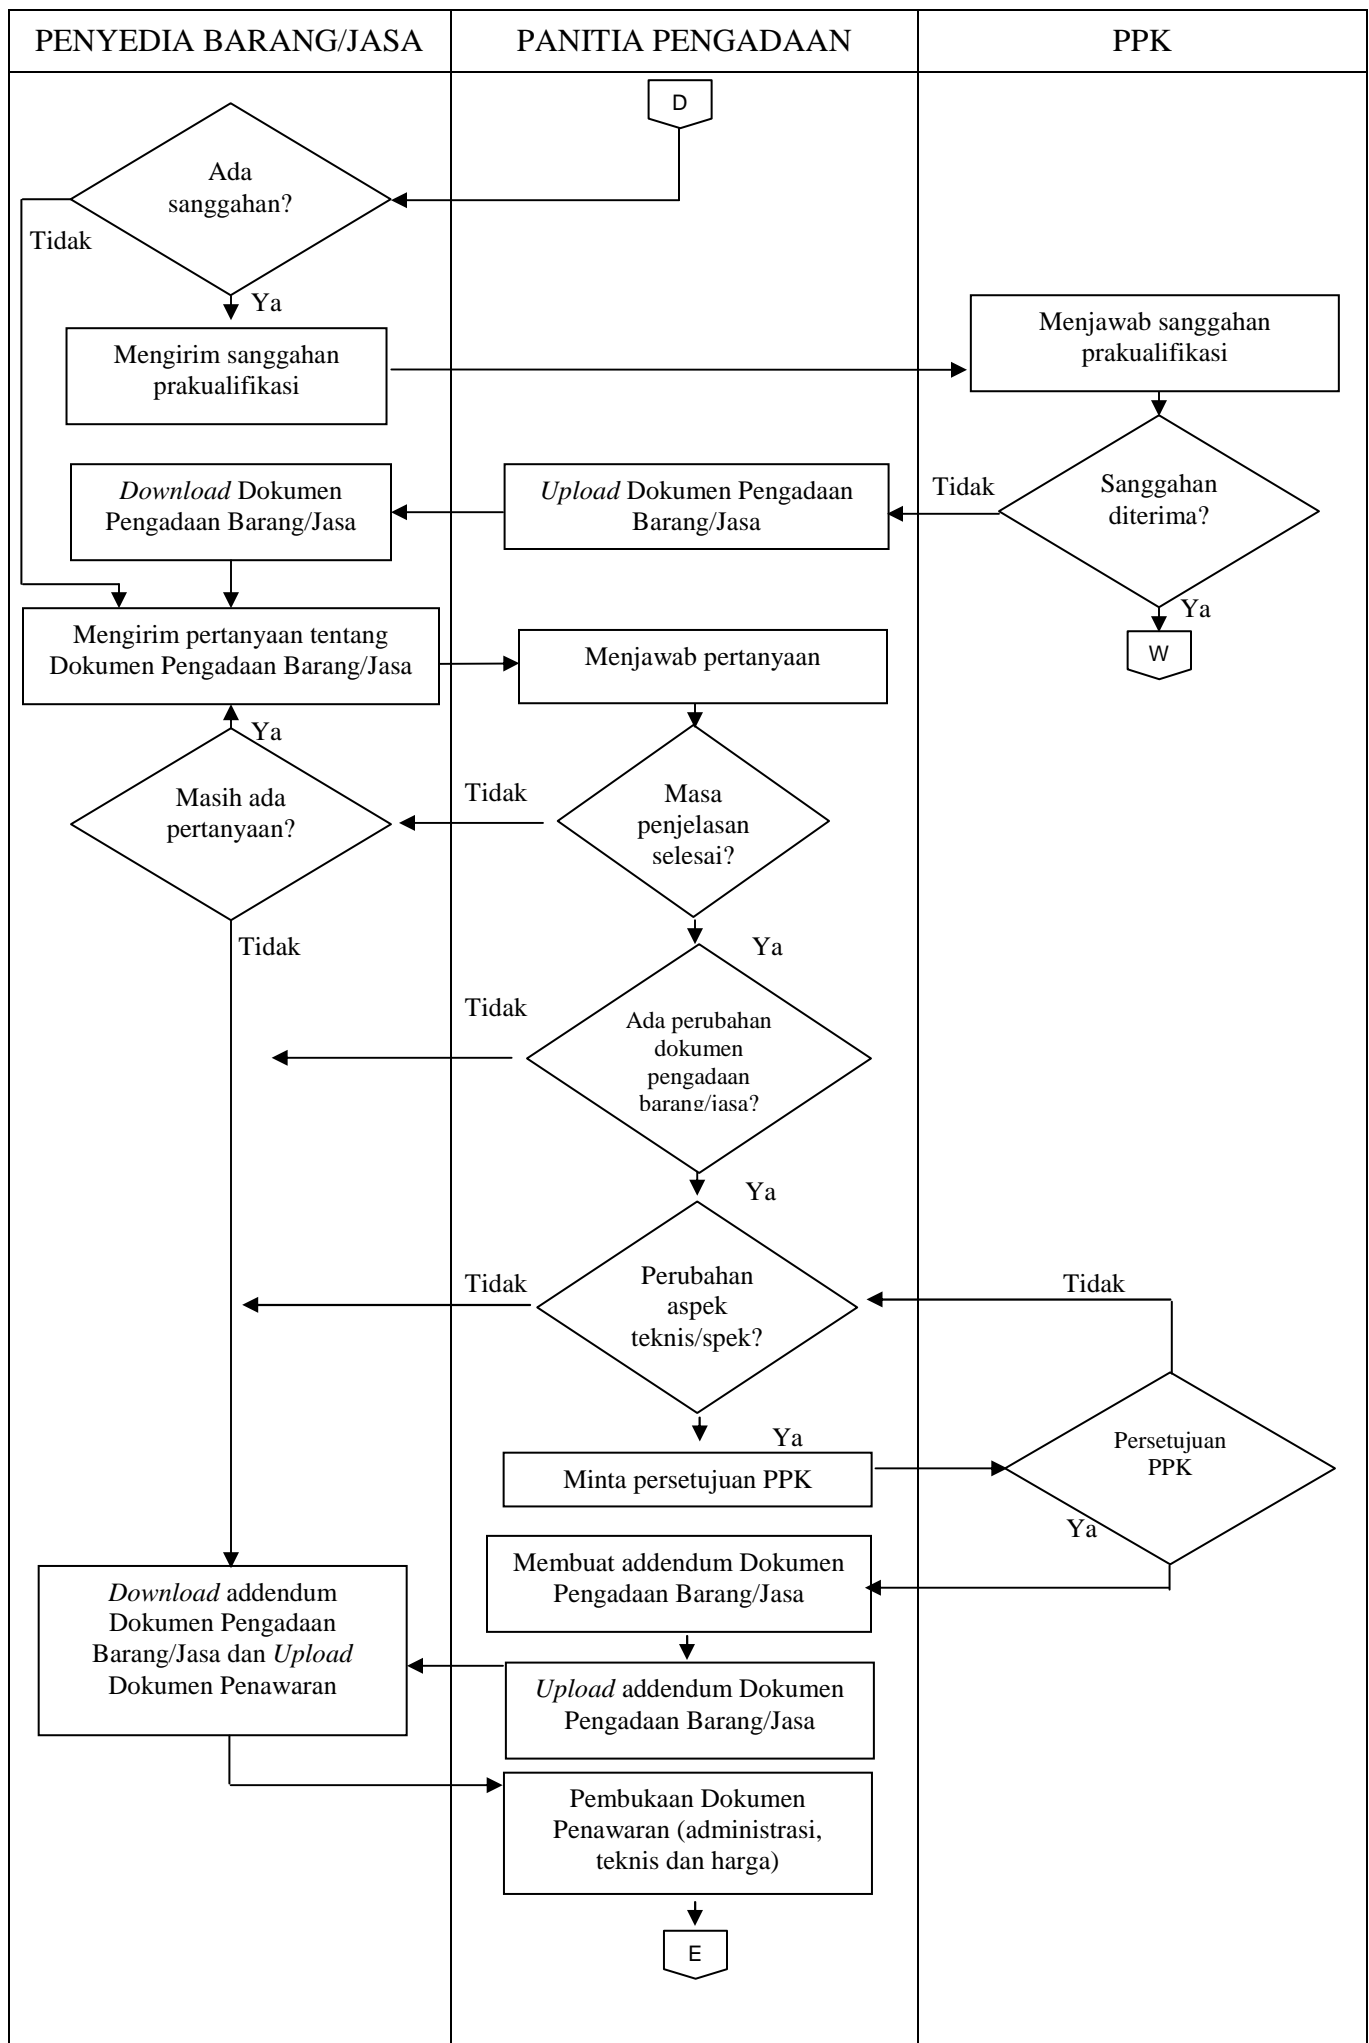 PENYEDIA BARANG/JASA
PANITIA PENGADAAN
PPK
D
Ada
sanggahan?
Tidak
Ya
Mengirim sanggahan
prakualifikasi
Menjawab sanggahan
prakualifikasi
Download Dokumen
Pengadaan Barang/Jasa
Upload Dokumen Pengadaan
Barang/Jasa
Tidak
Sanggahan
diterima?
Ya
W
Mengirim pertanyaan tentang
Dokumen Pengadaan Barang/Jasa
Menjawab pertanyaan
Ya
Masih ada
pertanyaan?
Tidak
Masa
penjelasan
selesai?
Tidak
Ya
Tidak
Ada perubahan
dokumen
pengadaan
barang/jasa?
Ya
Tidak
Perubahan
aspek
teknis/spek?
Tidak
Ya
Minta persetujuan PPK
Persetujuan
PPK
Ya
Membuat addendum Dokumen
Pengadaan Barang/Jasa
Download addendum
Dokumen Pengadaan
Barang/Jasa dan Upload
Dokumen Penawaran
Upload addendum Dokumen
Pengadaan Barang/Jasa
Pembukaan Dokumen
Penawaran (administrasi,
teknis dan harga)
E